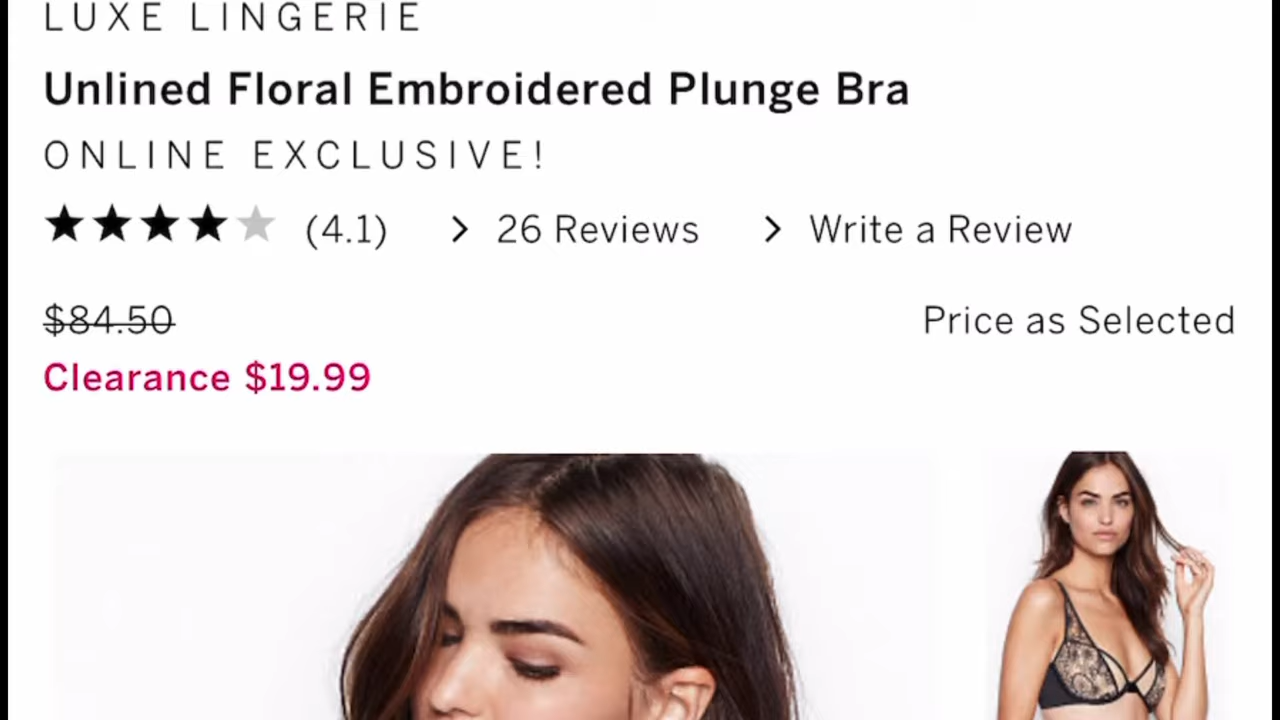 LUXE LINGERIE
Unlined Floral Embroidered Plunge Bra
ONLINE EXCLUSIVE!
(4.1) > 26 Reviews > Write a Review
$84.50 Price as Selected
Clearance $19.99